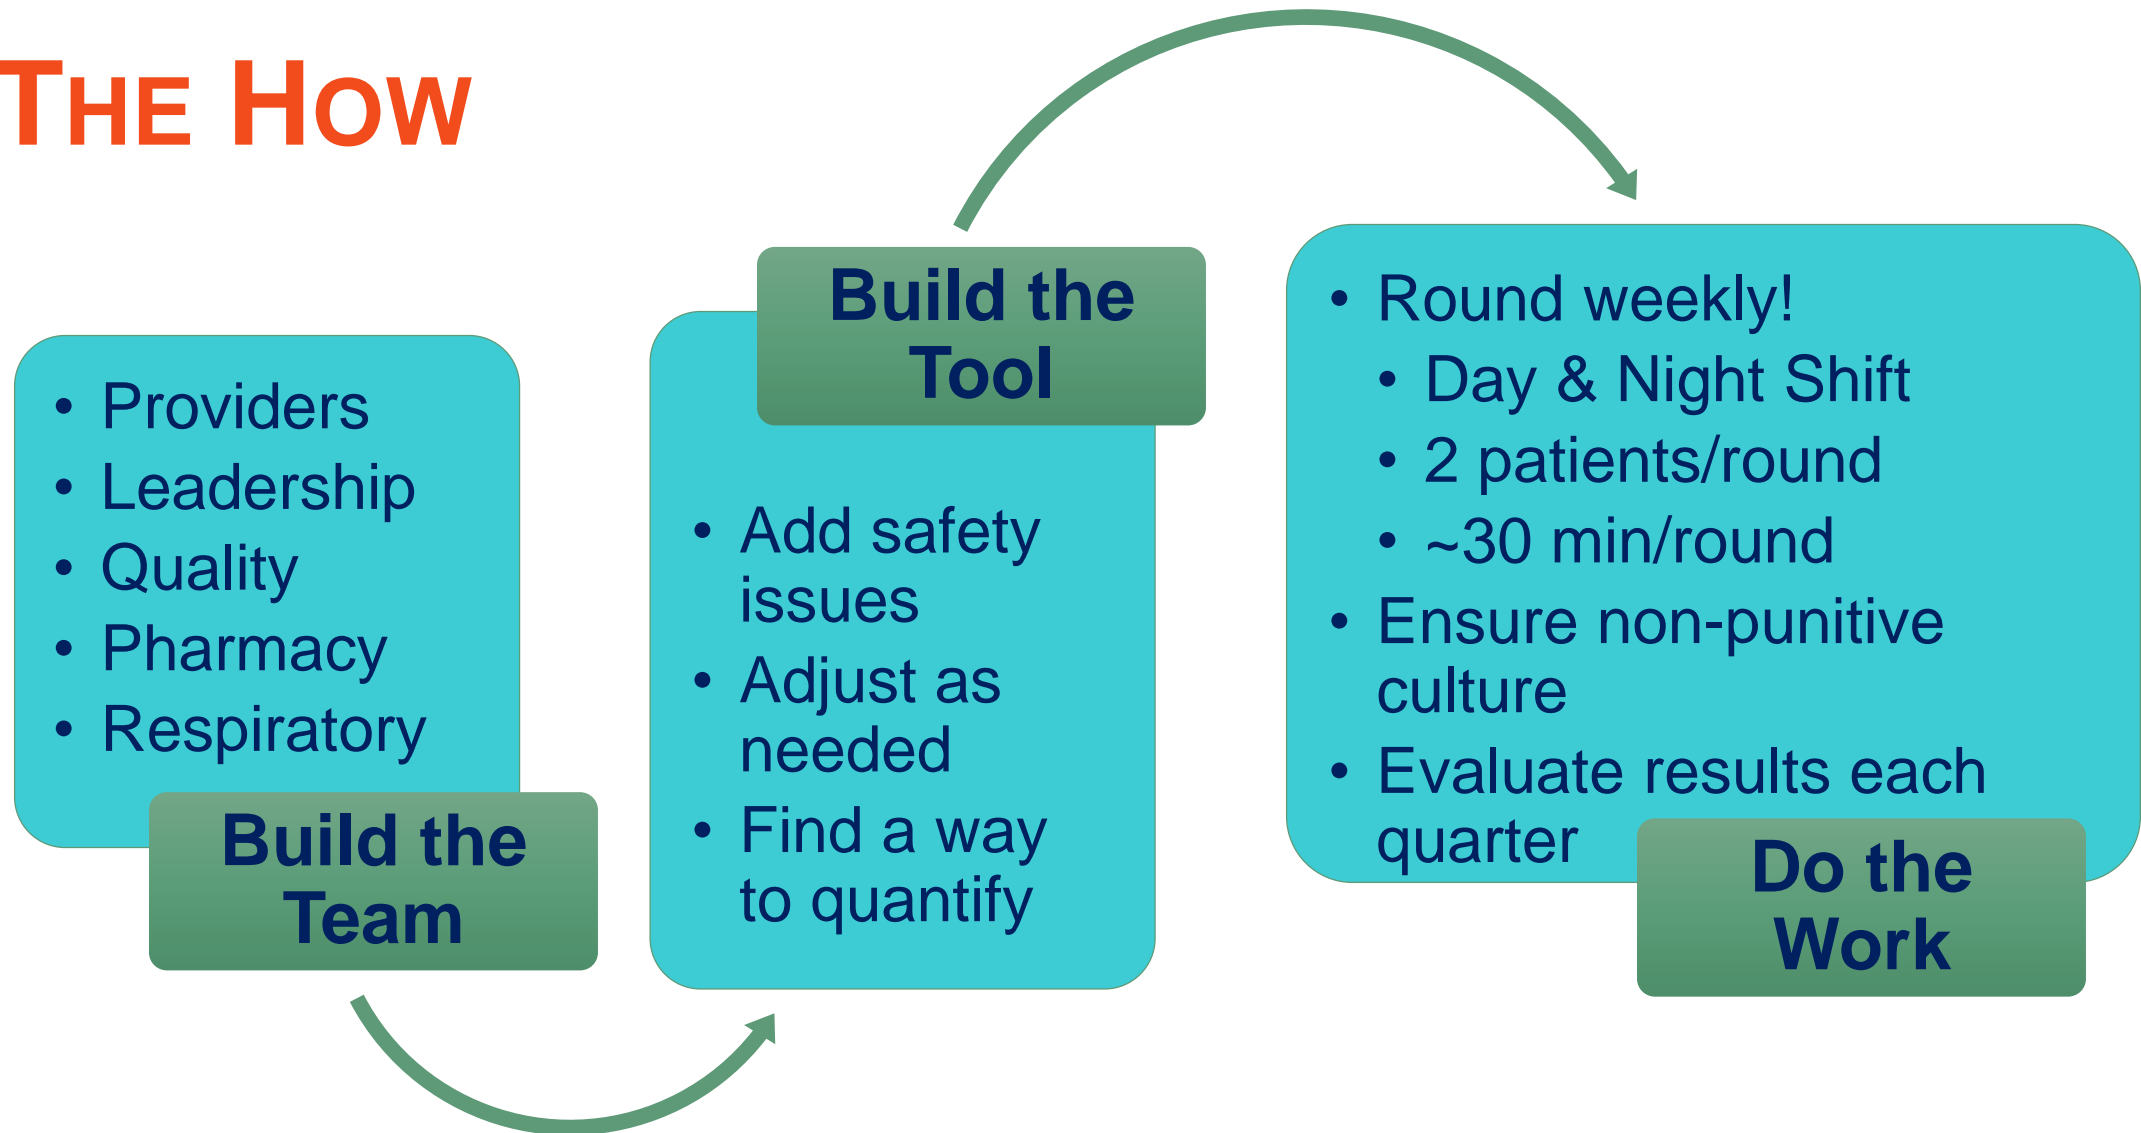 THE HOW
• Providers
• Leadership
• Quality
• Pharmacy
• Respiratory
Build the
Team
Build the
Tool
• Add safety
issues
• Adjust as
needed
• Find a way
to quantify
• Round weekly!
• Day & Night Shift
• 2 patients/round
• ~30 min/round
• Ensure non-punitive
culture
• Evaluate results each
quarter
Do the
Work